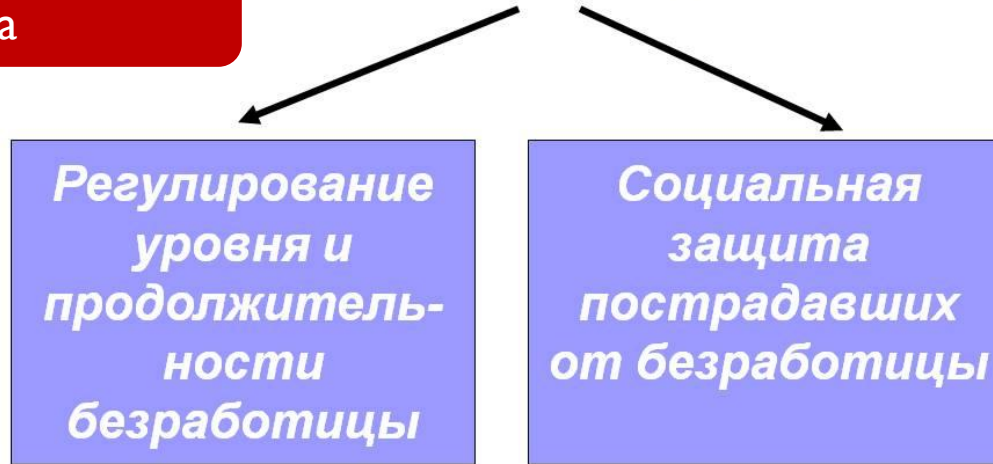 а
Регулирование
уровня и
продолжитель-
ности
безработицы
Социальная
защита
пострадавших
от безработицы